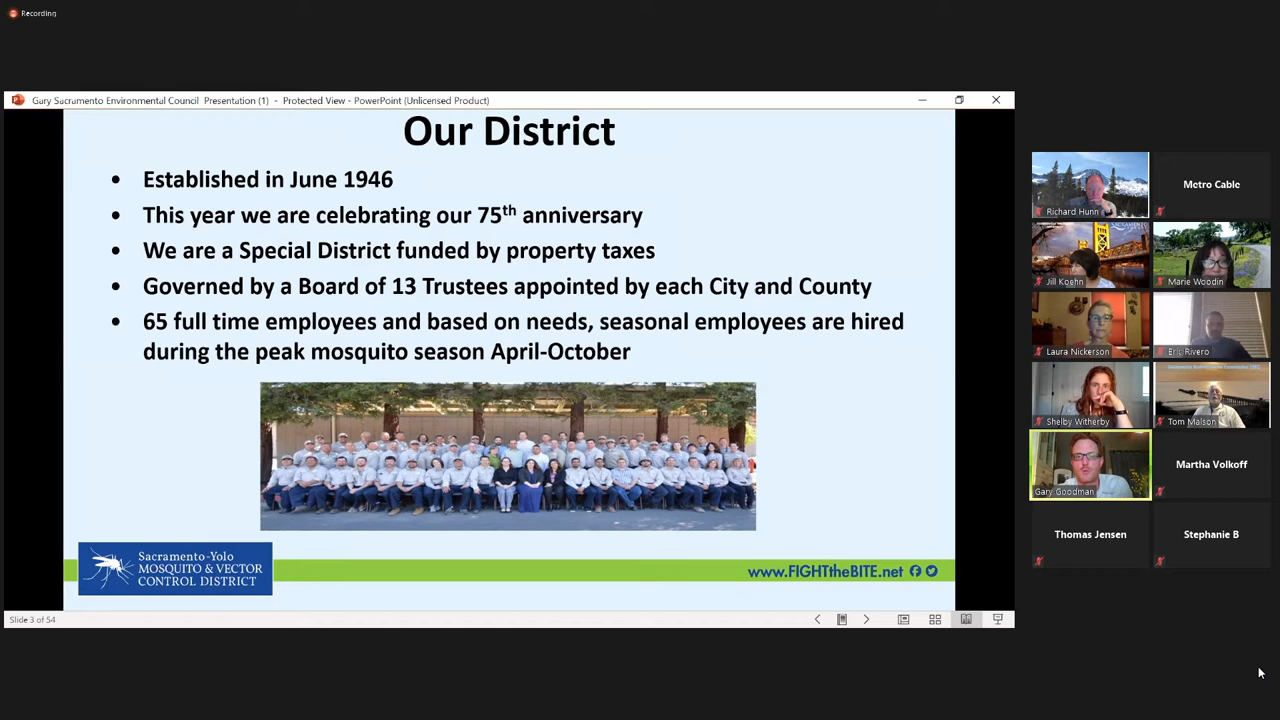 Recording
Gary Sacramento Environmental Council Presentation (1) - Protected View - PowerPoint (Unlicensed Product)
Our District
• Established in June 1946
• This year we are celebrating our 75th anniversary
• We are a Special District funded by property taxes
• Governed by a Board of 13 Trustees appointed by each City and County
• 65 full time employees and based on needs, seasonal employees are hired
during the peak mosquito season April-October
Sacramento-Yolo
MOSQUITO & VECTOR
CONTROL DISTRICT
www.FIGHTtheBITE.net
Slide 3 of 54
Richard Hunn
Metro Cable
Jill Koehn
Marie Woodin
Laura Nickerson
Eric Rivero
Shelby Witherby
Tom Malson
Gary Goodman
Martha Volkoff
Thomas Jensen
Stephanie B